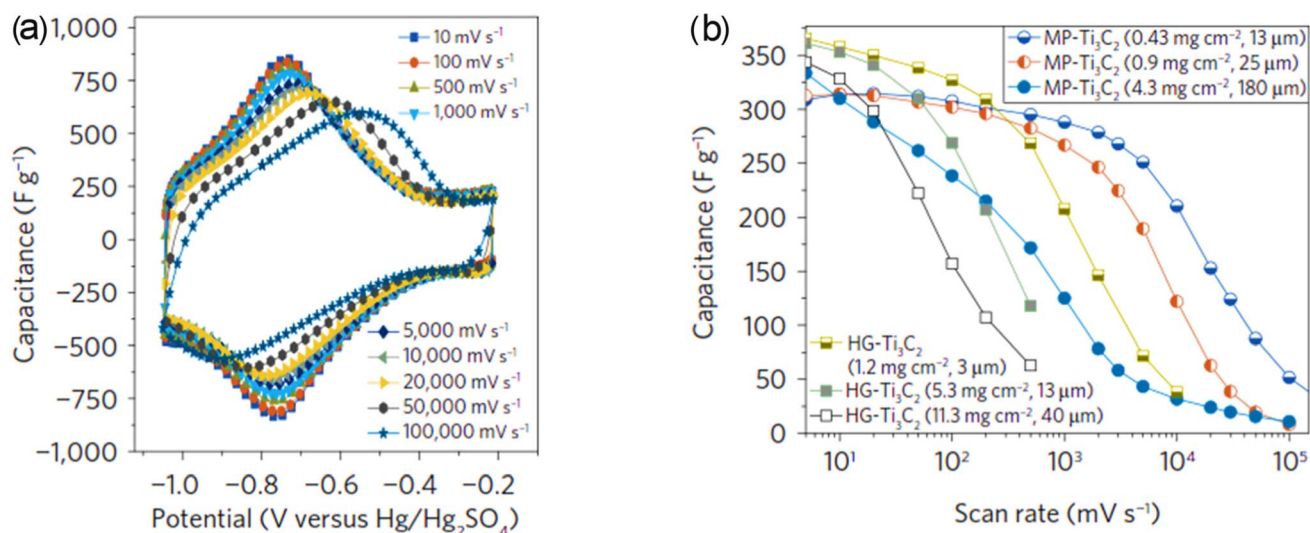 (a)
1,000
750
500
250
0
−250
−500
−750
−1,000
Capacitance (F g⁻¹)
10 mV s⁻¹
100 mV s⁻¹
500 mV s⁻¹
1,000 mV s⁻¹
5,000 mV s⁻¹
10,000 mV s⁻¹
20,000 mV s⁻¹
50,000 mV s⁻¹
100,000 mV s⁻¹
−1.0 −0.8 −0.6 −0.4 −0.2
Potential (V versus Hg/Hg₂SO₄)
(b)
350
300
250
200
150
100
50
0
Capacitance (F g⁻¹)
MP-Ti₃C₂ (0.43 mg cm⁻², 13 μm)
MP-Ti₃C₂ (0.9 mg cm⁻², 25 μm)
MP-Ti₃C₂ (4.3 mg cm⁻², 180 μm)
HG-Ti₃C₂
(1.2 mg cm⁻², 3 μm)
HG-Ti₃C₂ (5.3 mg cm⁻², 13 μm)
HG-Ti₃C₂ (11.3 mg cm⁻², 40 μm)
10¹ 10² 10³ 10⁴ 10⁵
Scan rate (mV s⁻¹)